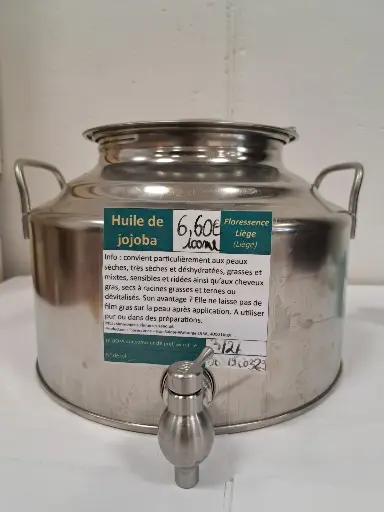 Huile de
jojoba
6,60€
100ml
Floressence
Liège
(Liège)
Info : convient particulièrement aux peaux
sèches, très sèches et déshydratées, grasses et
mixtes, sensibles et ridées ainsi qu'aux cheveux
gras, secs à racines grasses et ternes ou
dévitalisés. Son avantage ? Elle ne laisse pas de
film gras sur la peau après application. A utiliser
pur ou dans des préparations.